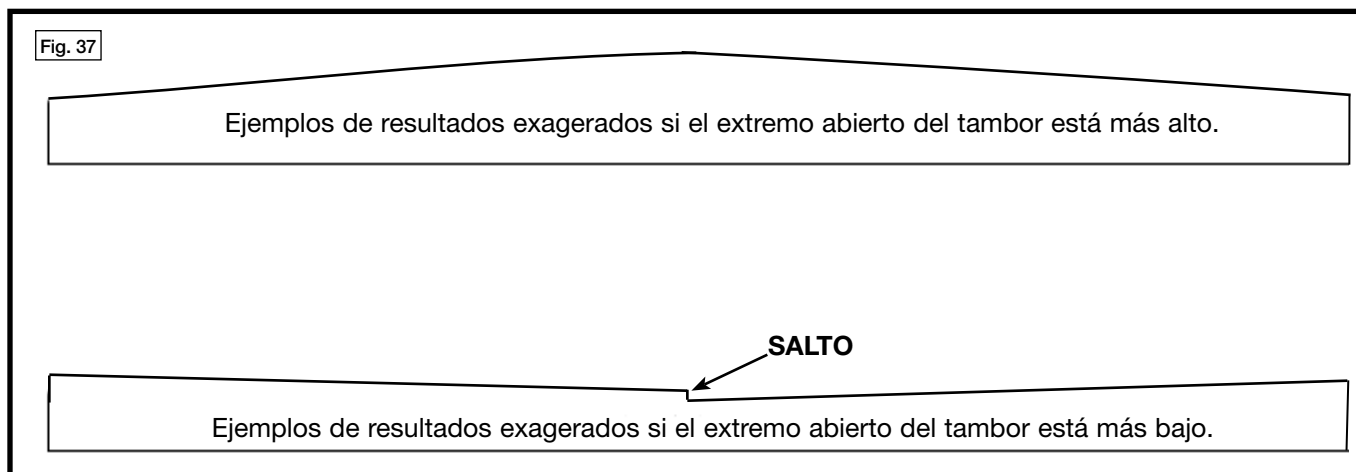 Fig. 37
Ejemplos de resultados exagerados si el extremo abierto del tambor está más alto.
SALTO
Ejemplos de resultados exagerados si el extremo abierto del tambor está más bajo.